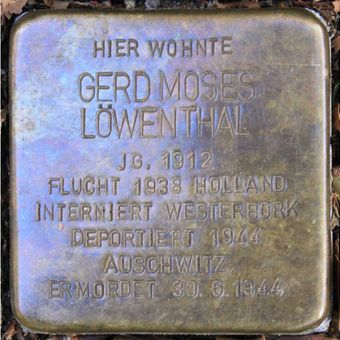 HIER WOHNTE
GERD MOSES
LÖWENTHAL
JG. 1912
FLUCHT 1938 HOLLAND
INTERNIERT WESTERBORK
DEPORTIERT 1944
AUSCHWITZ
ERMORDET 30.6.1944